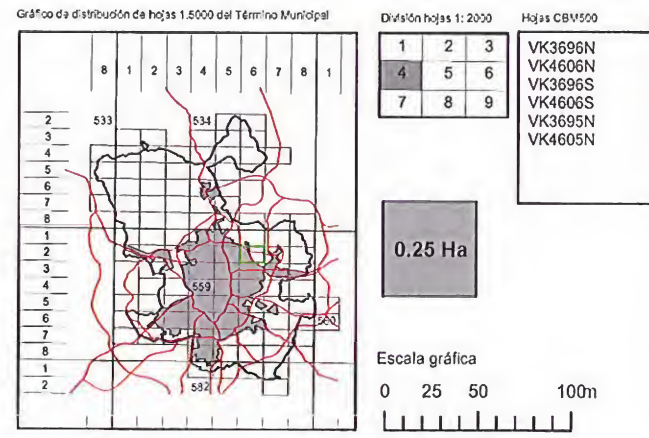 Gráfico de distribución de hojas 1.5000 del Término Municipal
8 1 2 3 4 5 6 7 8 1
2
3
4
5
6
7
8
1
2
3
4
5
6
7
8
1
2
533
534
559
560
582
División hojas 1: 2000
1 2 3
4 5 6
7 8 9
Hojas CBM500
VK3696N
VK4606N
VK3696S
VK4606S
VK3695N
VK4605N
0.25 Ha
Escala gráfica
0 25 50 100m